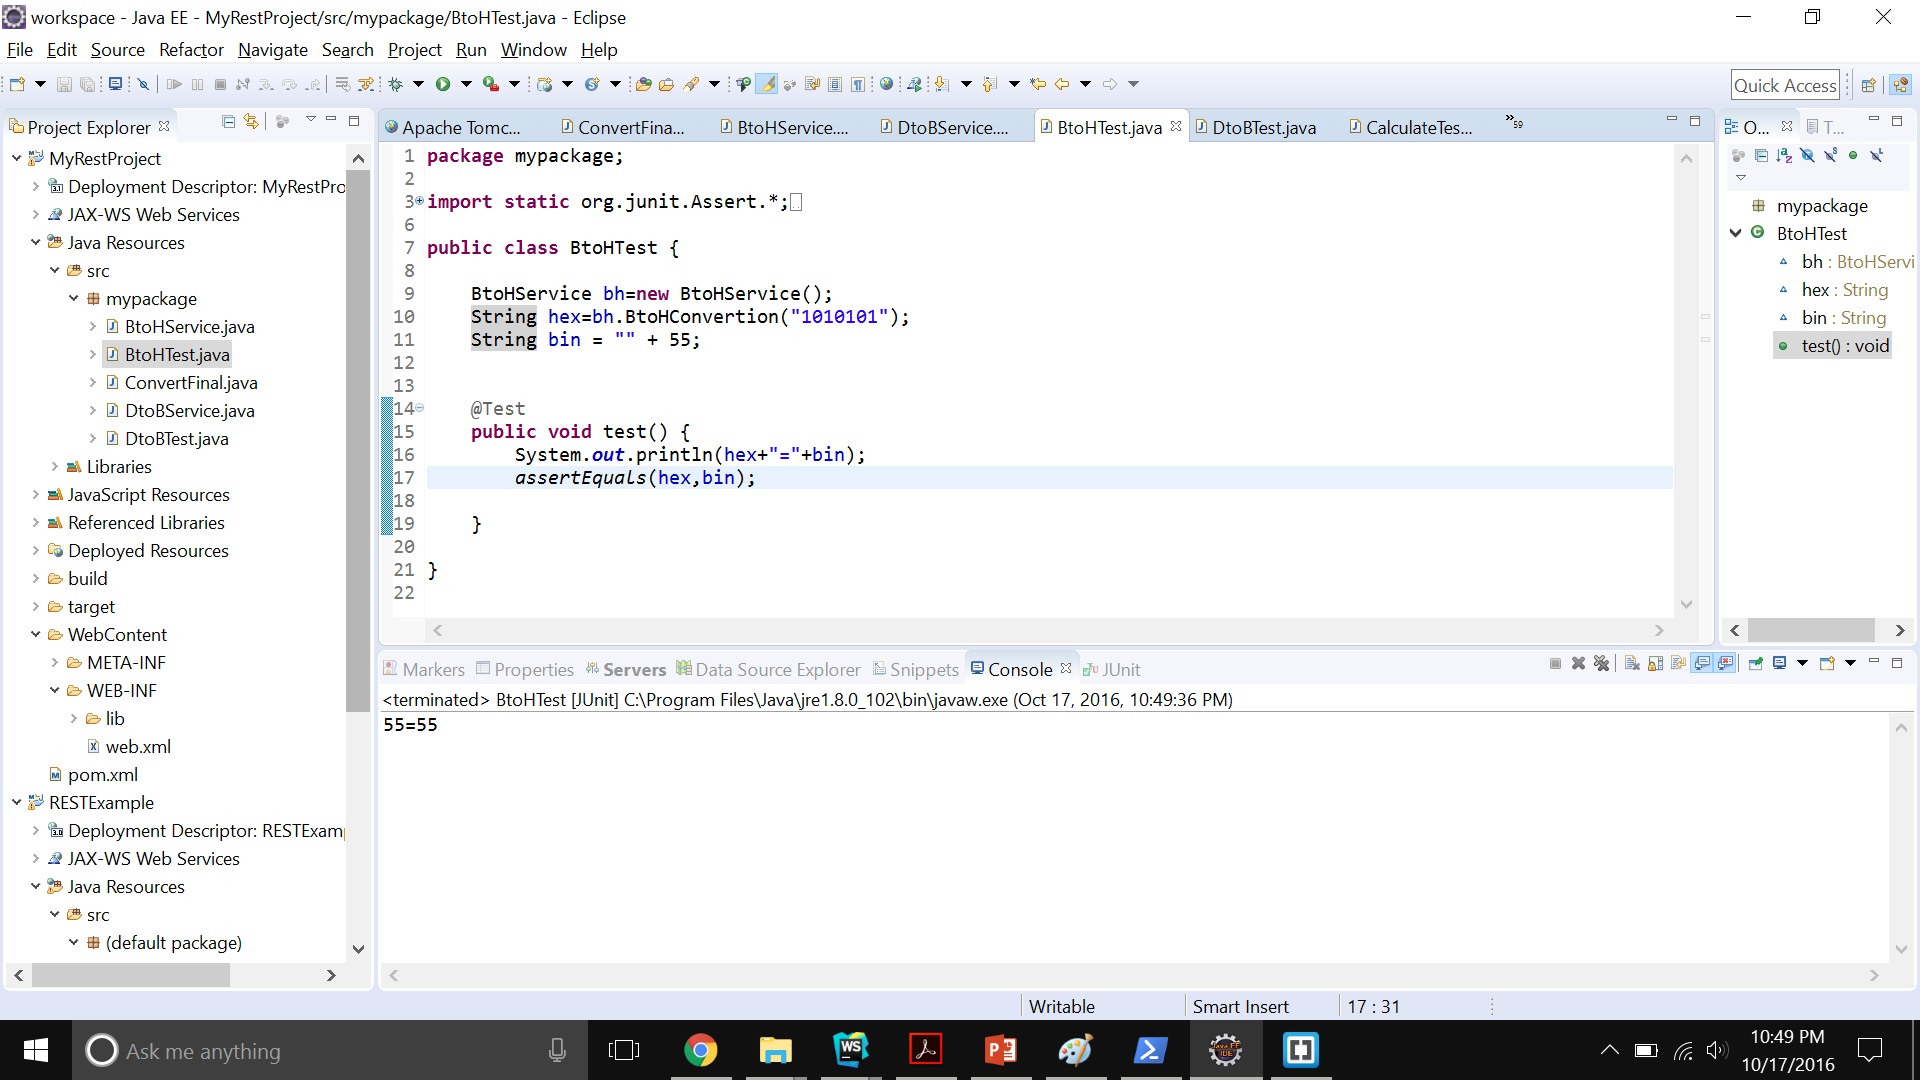 workspace - Java EE - MyRestProject/src/mypackage/BtoHTest.java - Eclipse
File Edit Source Refactor Navigate Search Project Run Window Help
Quick Access
Project Explorer
MyRestProject
Deployment Descriptor: MyRestPro
JAX-WS Web Services
Java Resources
src
mypackage
BtoHService.java
BtoHTest.java
ConvertFinal.java
DtoBService.java
DtoBTest.java
Libraries
JavaScript Resources
Referenced Libraries
Deployed Resources
build
target
WebContent
META-INF
WEB-INF
lib
web.xml
pom.xml
RESTExample
Deployment Descriptor: RESTExam
JAX-WS Web Services
Java Resources
src
(default package)
Apache Tomc... ConvertFina... BtoHService.... DtoBService.... BtoHTest.java DtoBTest.java CalculateTes... »59
1 package mypackage;
2
3 import static org.junit.Assert.*;
6
7 public class BtoHTest {
8
9 BtoHService bh=new BtoHService();
10 String hex=bh.BtoHConvertion("1010101");
11 String bin = "" + 55;
12
13
14 @Test
15 public void test() {
16 System.out.println(hex+"="+bin);
17 assertEquals(hex,bin);
18
19 }
20
21 }
22
O... T...
mypackage
BtoHTest
bh : BtoHServi
hex : String
bin : String
test() : void
Markers Properties Servers Data Source Explorer Snippets Console JUnit
<terminated> BtoHTest [JUnit] C:\Program Files\Java\jre1.8.0_102\bin\javaw.exe (Oct 17, 2016, 10:49:36 PM)
55=55
Writable Smart Insert 17 : 31
Ask me anything
WS
Java EE
IDE
10:49 PM
10/17/2016